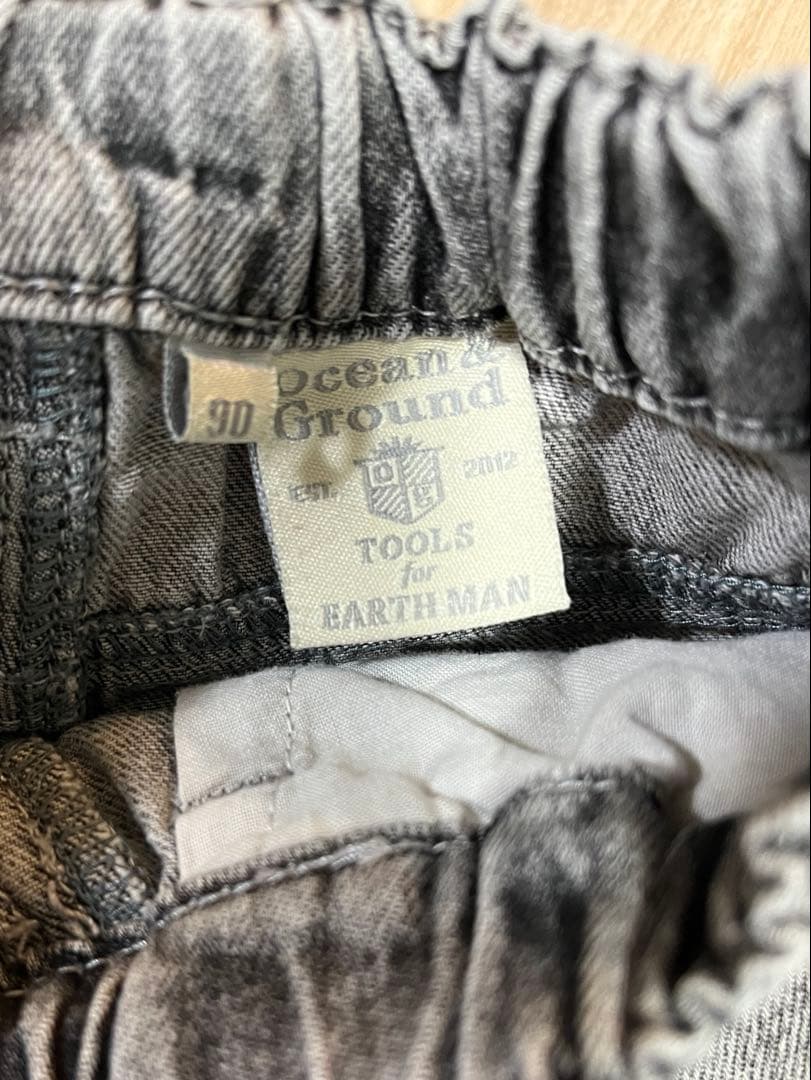 90
Ocean &
Ground
EST. 2012
O G
TOOLS
for
EARTH MAN